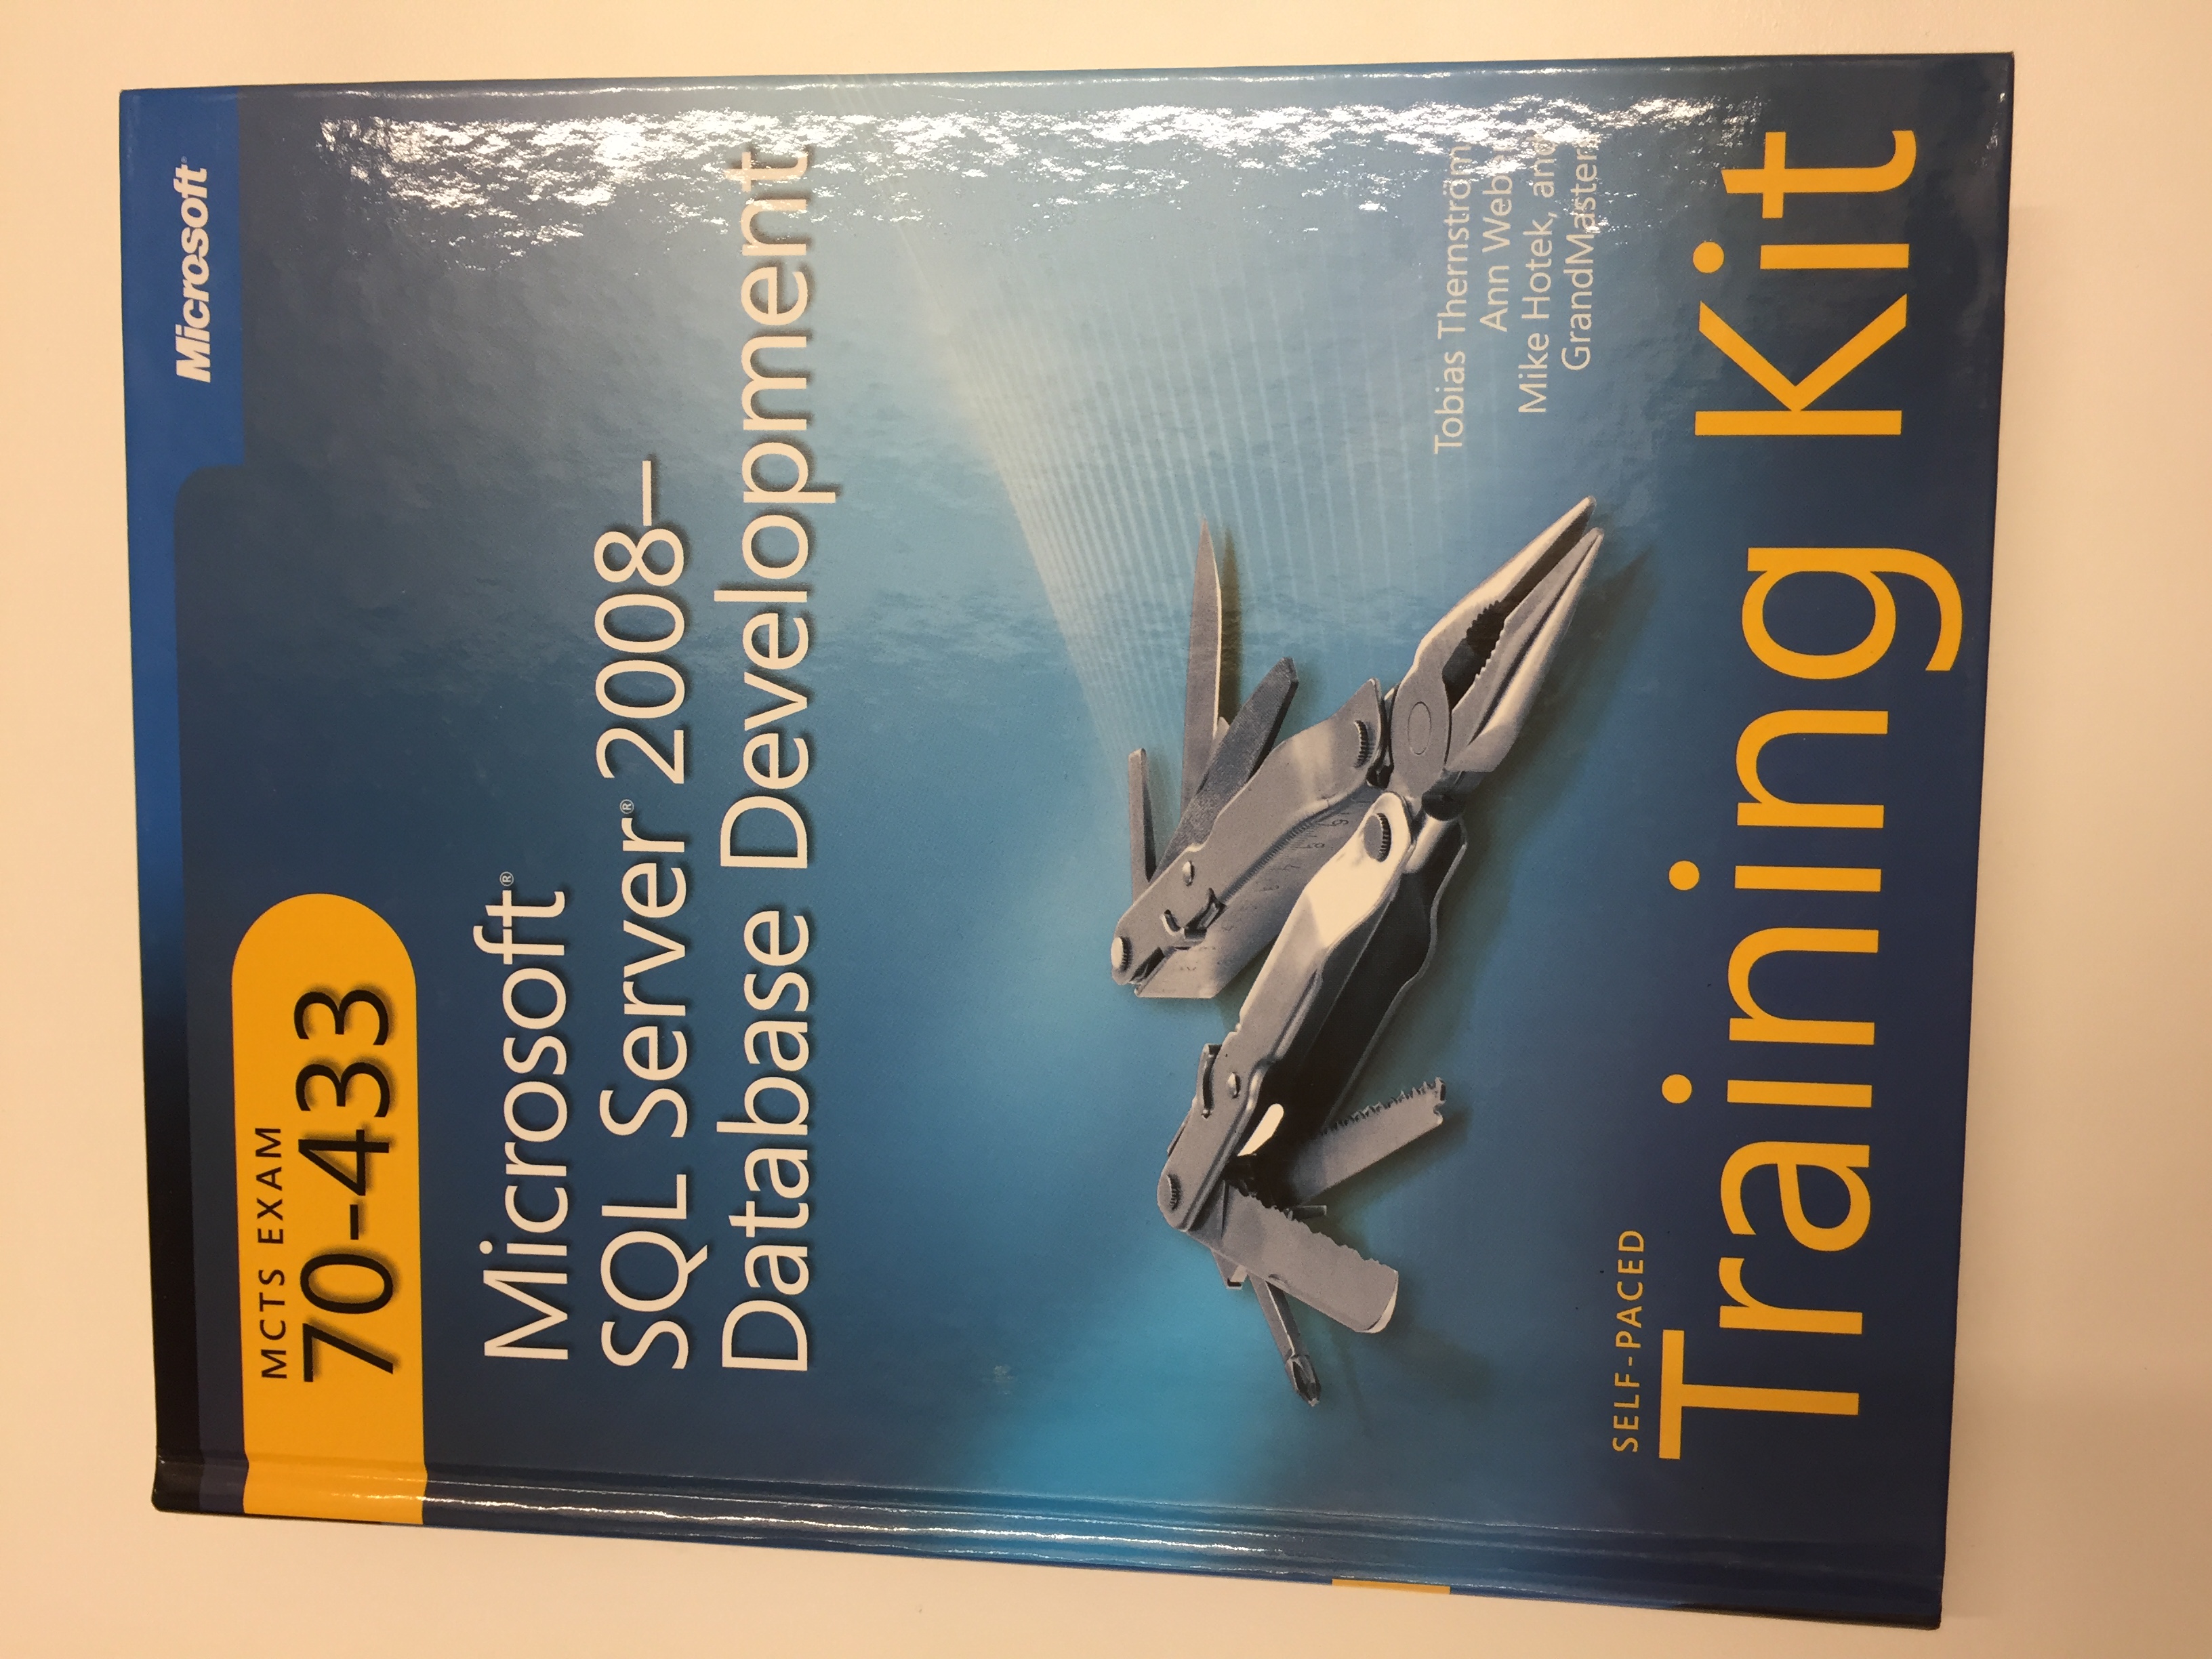 Microsoft
MCTS EXAM
70-433
Microsoft®
SQL Server® 2008–
Database Development
Tobias Thernström
Ann Weber
Mike Hotek, and
GrandMasters
SELF-PACED
Training Kit